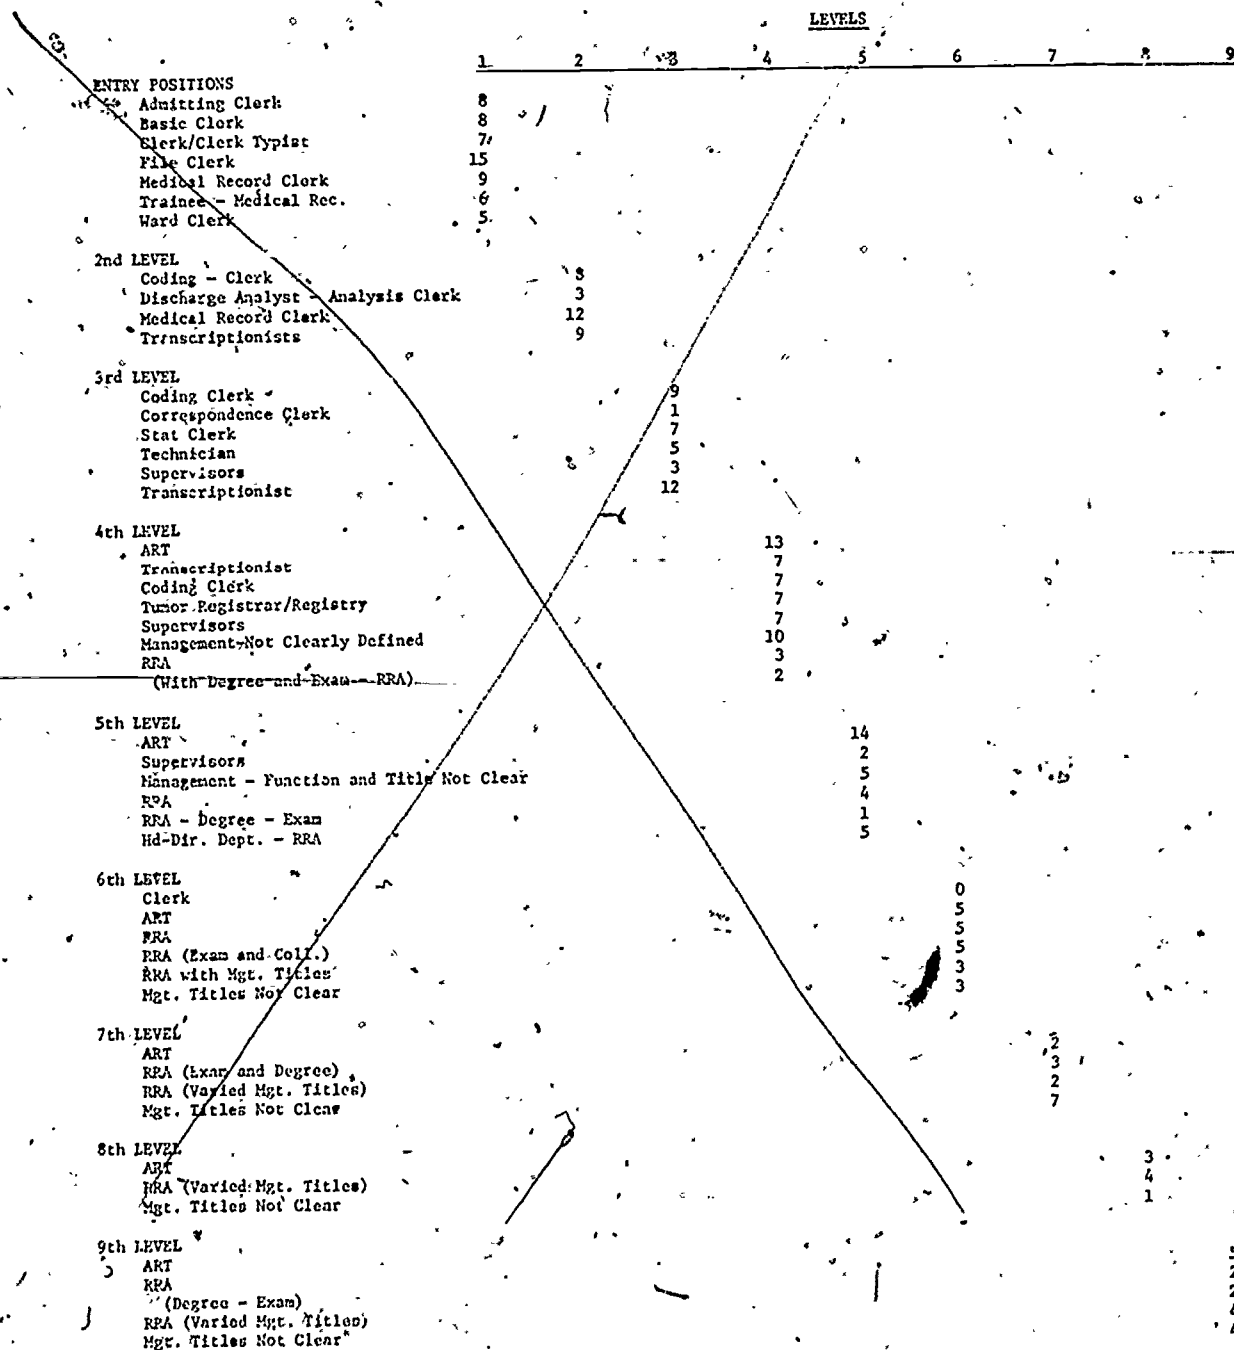 LEVELS
1 2 3 4 5 6 7 8 9
ENTRY POSITIONS
Admitting Clerk 8
Basic Clerk 8
Clerk/Clerk Typist 7
File Clerk 15
Medical Record Clerk 9
Trainee - Medical Rec. 6
Ward Clerk 5
2nd LEVEL
Coding - Clerk 8
Discharge Analyst - Analysis Clerk 3
Medical Record Clerk 12
Transcriptionists 9
3rd LEVEL
Coding Clerk 9
Correspondence Clerk 1
Stat Clerk 7
Technician 5
Supervisors 3
Transcriptionist 12
4th LEVEL
ART 13
Transcriptionist 7
Coding Clerk 7
Tumor Registrar/Registry 7
Supervisors 7
Management-Not Clearly Defined 10
RRA 3
(With Degree and Exam - RRA) 2
5th LEVEL
ART 14
Supervisors 2
Management - Function and Title Not Clear 5
RRA 4
RRA - Degree - Exam 1
Hd-Dir. Dept. - RRA 5
6th LEVEL
Clerk 0
ART 5
RRA 5
RRA (Exam and Coll.) 5
RRA with Mgt. Titles 3
Mgt. Titles Not Clear 3
7th LEVEL
ART 2
RRA (Exam and Degree) 3
RRA (Varied Mgt. Titles) 2
Mgt. Titles Not Clear 7
8th LEVEL
ART 3
RRA (Varied Mgt. Titles) 4
Mgt. Titles Not Clear 1
9th LEVEL
ART
RRA
(Degree - Exam)
RRA (Varied Mgt. Titles)
Mgt. Titles Not Clear